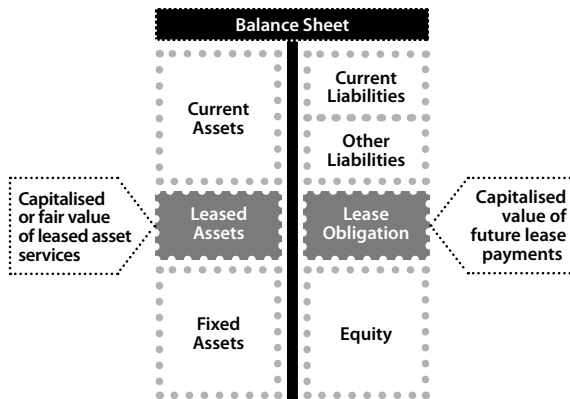 Balance Sheet
Current
Assets
Current
Liabilities
Other
Liabilities
Capitalised
or fair value
of leased asset
services
Leased
Assets
Lease
Obligation
Capitalised
value of
future lease
payments
Fixed
Assets
Equity